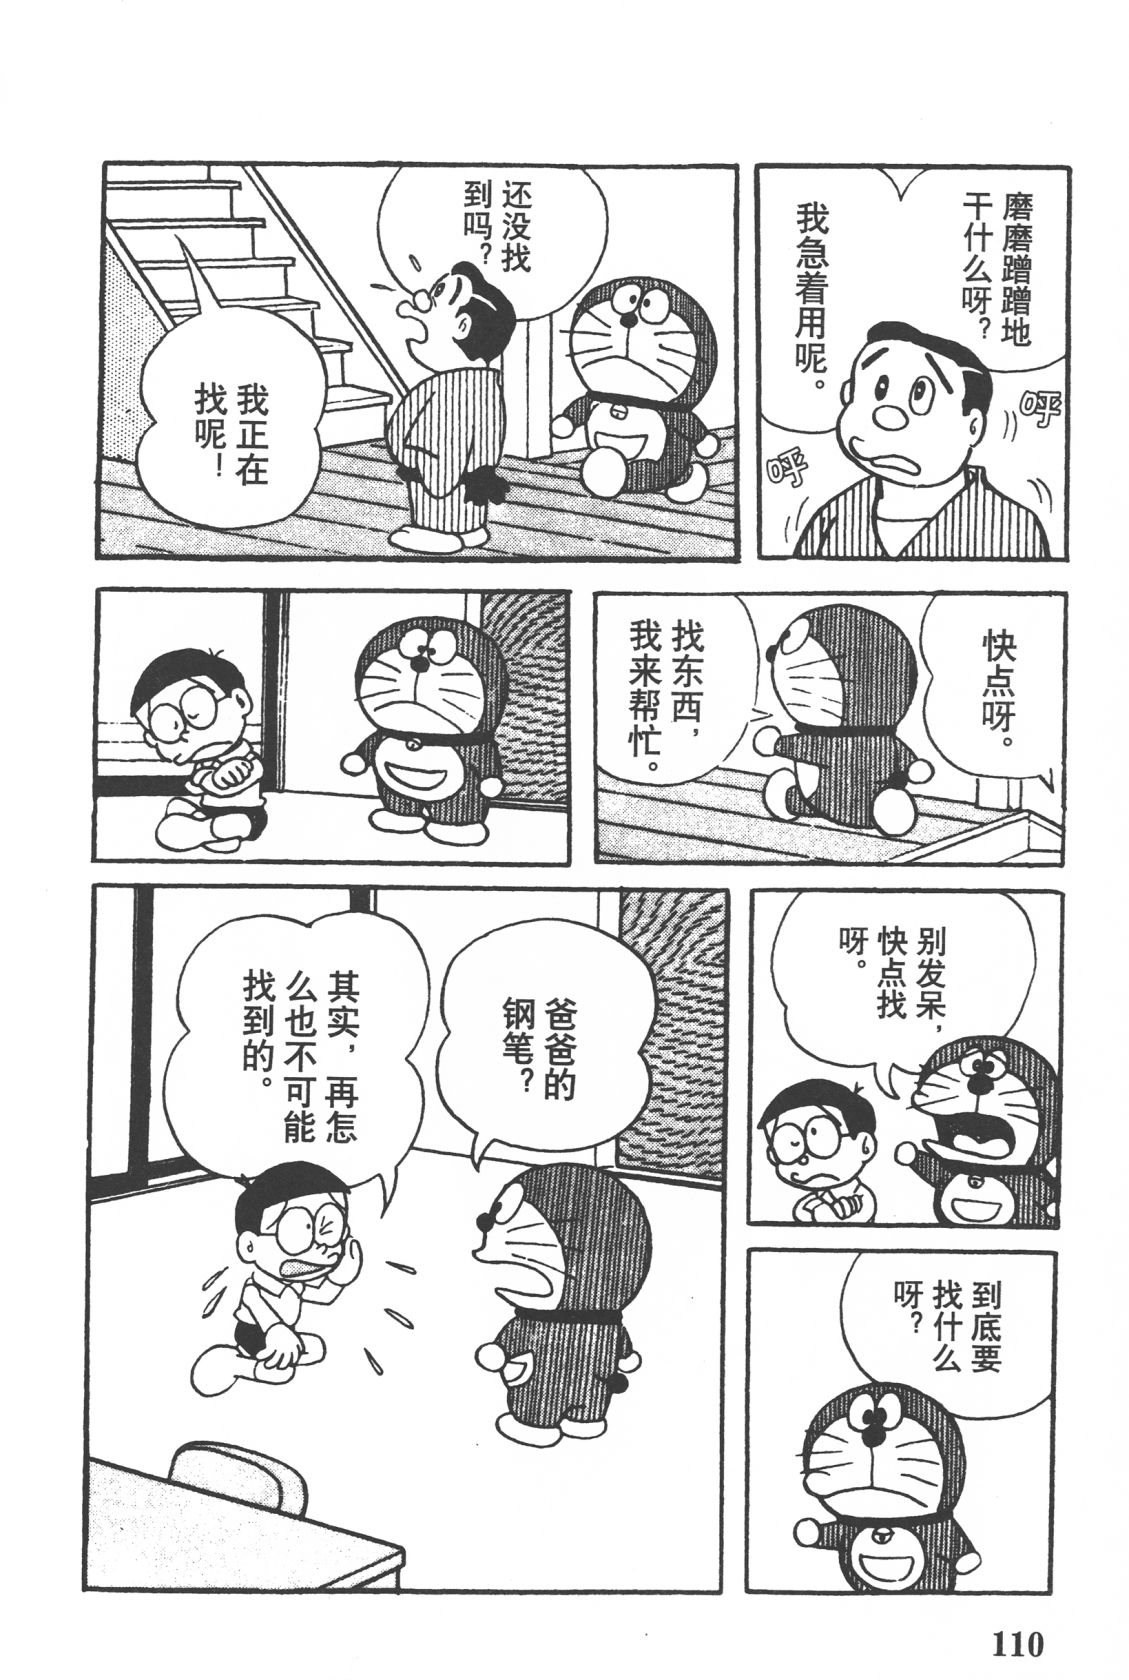 磨磨蹭蹭地
干什么呀？
我急着用呢。
呼
呼
还没找
到吗？
我正在
找呢！
快点呀。
找东西，
我来帮忙。
别发呆，
快点找
呀。
到底要
找什么
呀？
爸爸的
钢笔？
其实，再怎
么也不可能
找到的。
110